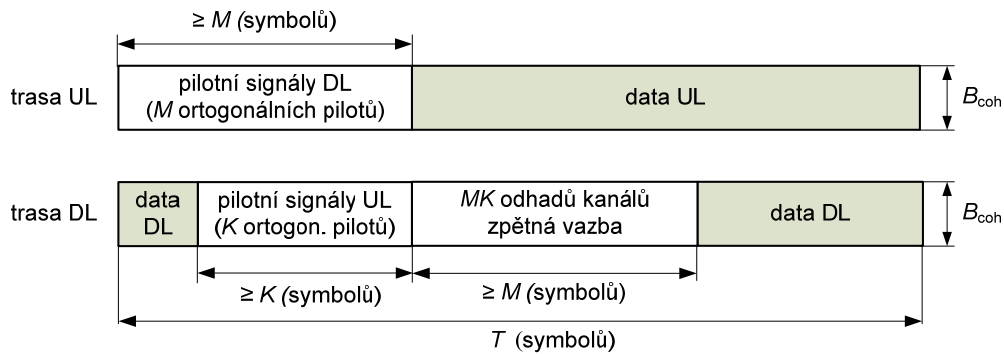 ≥ M (symbolů)
trasa UL
pilotní signály DL
(M ortogonálních pilotů)
data UL
Bcoh
trasa DL
data
DL
pilotní signály UL
(K ortogon. pilotů)
MK odhadů kanálů
zpětná vazba
data DL
Bcoh
≥ K (symbolů)
≥ M (symbolů)
T (symbolů)